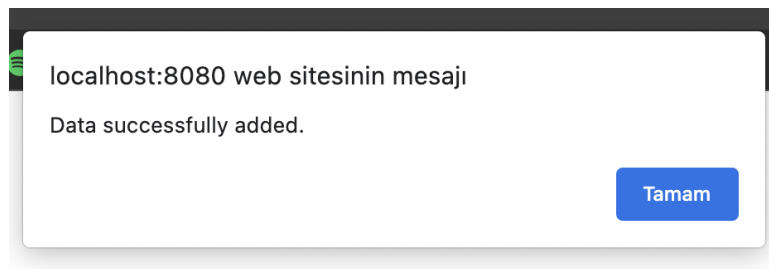 localhost:8080 web sitesinin mesajı
Data successfully added.
Tamam